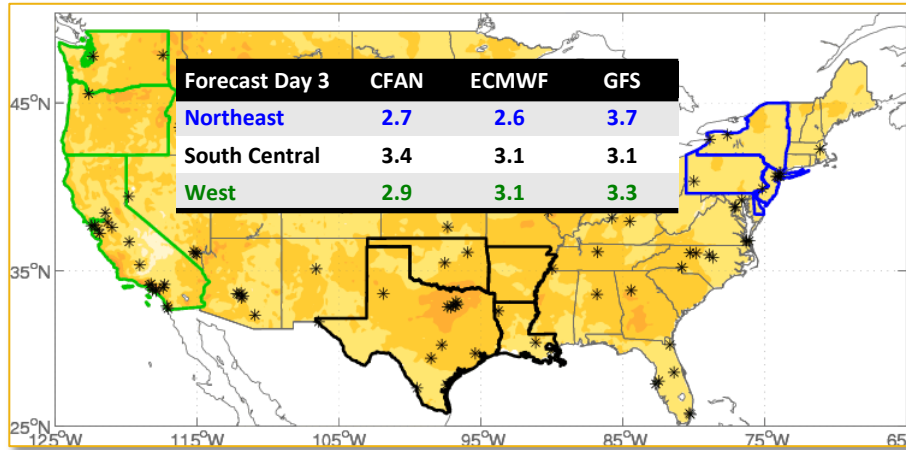 Forecast Day 3 CFAN ECMWF GFS
45°N
Northeast 2.7 2.6 3.7
South Central 3.4 3.1 3.1
West 2.9 3.1 3.3
35°N
25°N
125°W 115°W 105°W 95°W 85°W 75°W 65